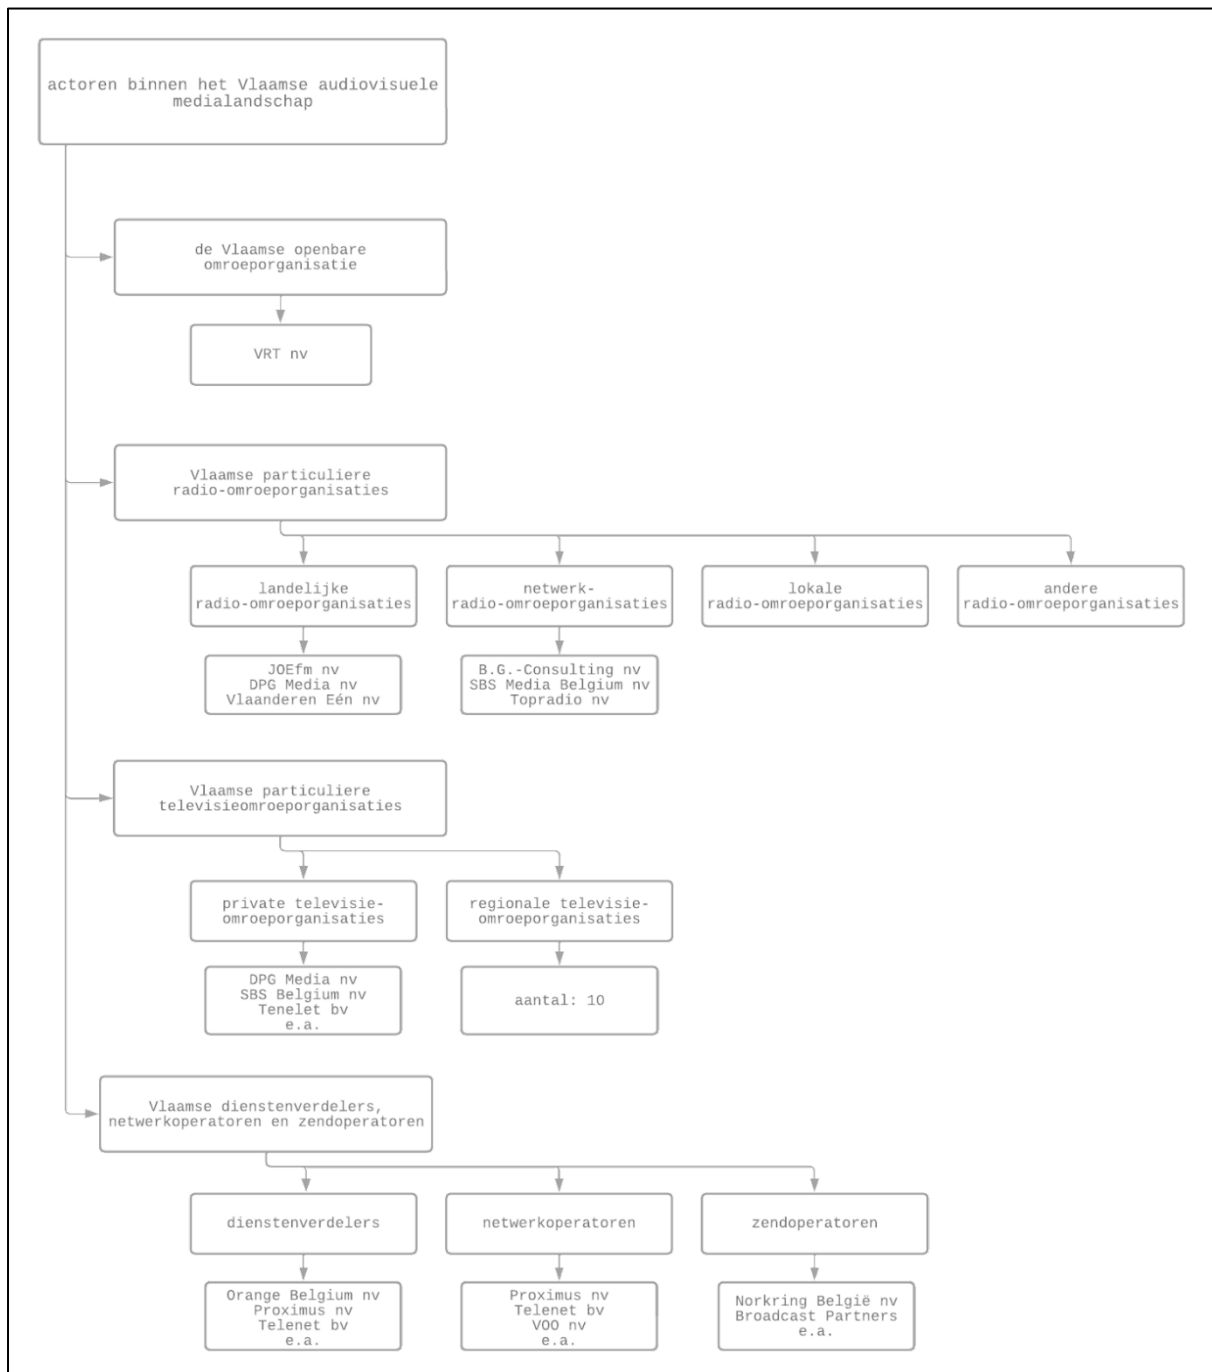 actoren binnen het Vlaamse audiovisuele
medialandschap
de Vlaamse openbare
omroeporganisatie
VRT nv
Vlaamse particuliere
radio-omroeporganisaties
landelijke
radio-omroeporganisaties
netwerk-
radio-omroeporganisaties
lokale
radio-omroeporganisaties
andere
radio-omroeporganisaties
JOEfm nv
DPG Media nv
Vlaanderen Eén nv
B.G.-Consulting nv
SBS Media Belgium nv
Topradio nv
Vlaamse particuliere
televisieomroeporganisaties
private televisie-
omroeporganisaties
regionale televisie-
omroeporganisaties
DPG Media nv
SBS Belgium nv
Tenelet bv
e.a.
aantal: 10
Vlaamse dienstenverdelers,
netwerkoperatoren en zendoperatoren
dienstenverdelers
netwerkoperatoren
zendoperatoren
Orange Belgium nv
Proximus nv
Telenet bv
e.a.
Proximus nv
Telenet bv
VOO nv
e.a.
Norkring België nv
Broadcast Partners
e.a.